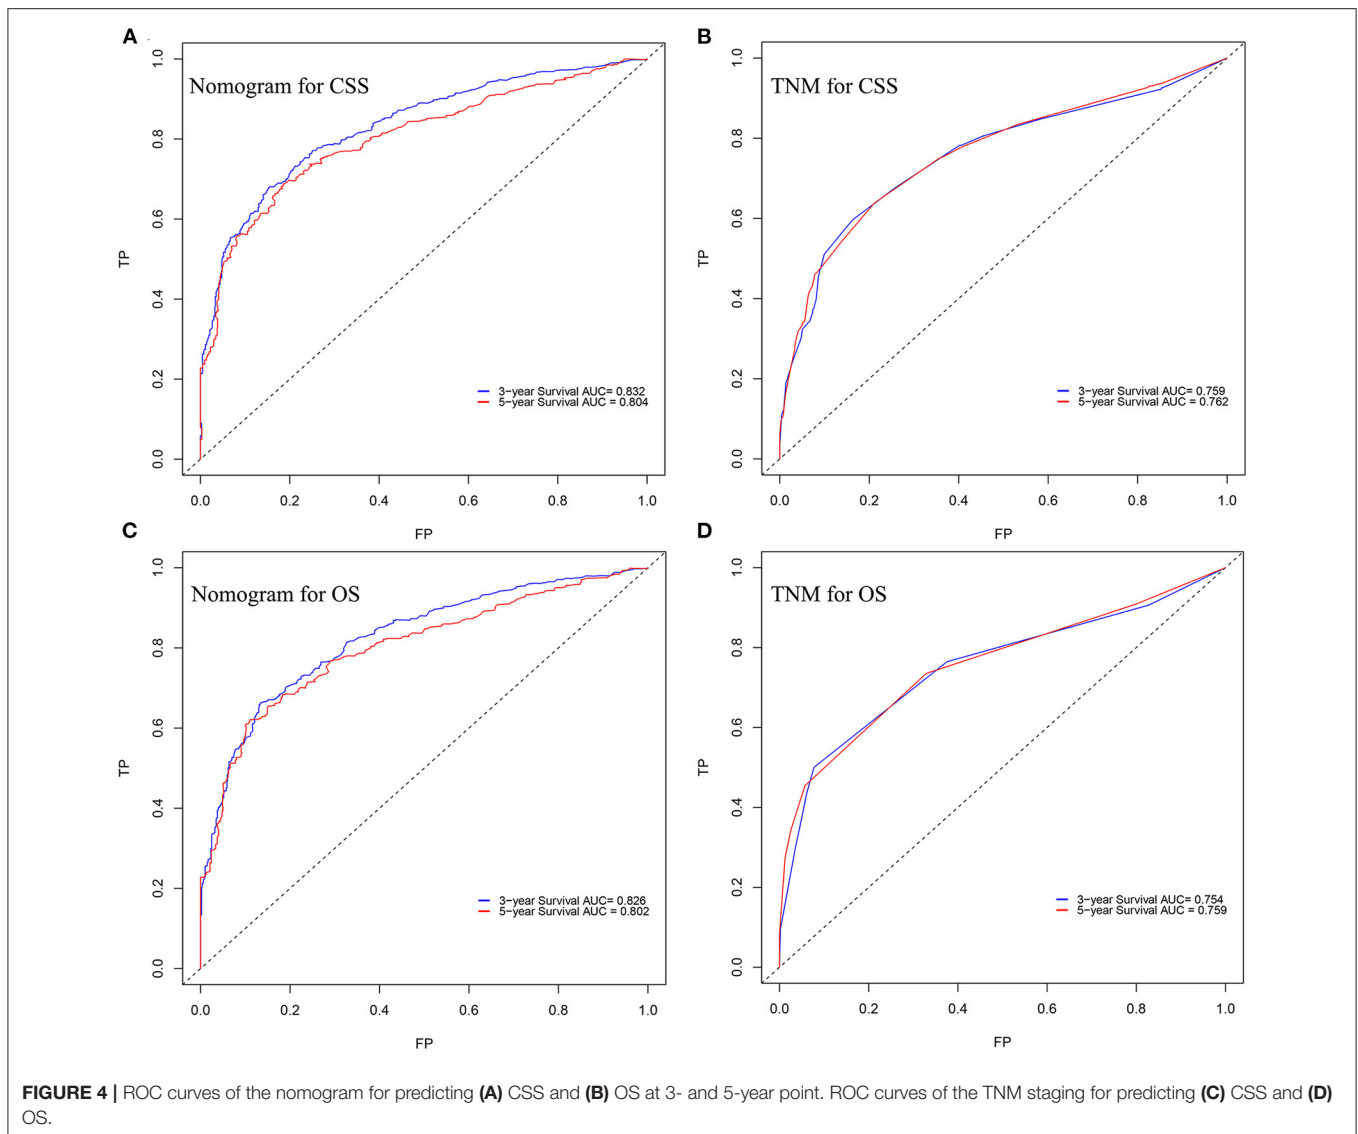 A
Nomogram for CSS
TP
0.0 0.2 0.4 0.6 0.8 1.0
3-year Survival AUC= 0.832
5-year Survival AUC = 0.804
0.0 0.2 0.4 0.6 0.8 1.0
FP
B
TNM for CSS
TP
0.0 0.2 0.4 0.6 0.8 1.0
3-year Survival AUC= 0.759
5-year Survival AUC = 0.762
0.0 0.2 0.4 0.6 0.8 1.0
FP
C
Nomogram for OS
TP
0.0 0.2 0.4 0.6 0.8 1.0
3-year Survival AUC= 0.826
5-year Survival AUC = 0.802
0.0 0.2 0.4 0.6 0.8 1.0
FP
D
TNM for OS
TP
0.0 0.2 0.4 0.6 0.8 1.0
3-year Survival AUC= 0.754
5-year Survival AUC = 0.759
0.0 0.2 0.4 0.6 0.8 1.0
FP
FIGURE 4 | ROC curves of the nomogram for predicting (A) CSS and (B) OS at 3- and 5-year point. ROC curves of the TNM staging for predicting (C) CSS and (D)
OS.